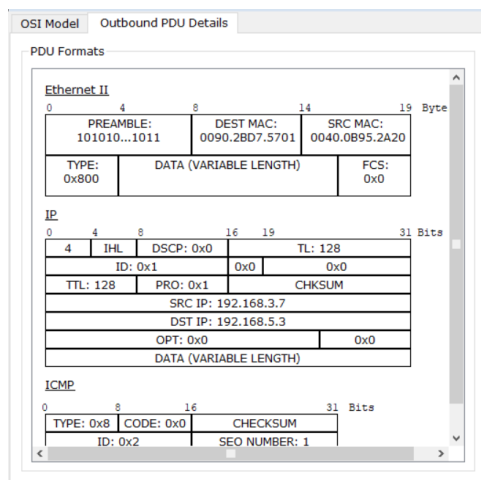 OSI Model Outbound PDU Details
PDU Formats
Ethernet II
0 4 8 14 19 Byte
PREAMBLE: DEST MAC: SRC MAC:
101010...1011 0090.2BD7.5701 0040.0B95.2A20
TYPE: DATA (VARIABLE LENGTH) FCS:
0x800 0x0
IP
0 4 8 16 19 31 Bits
4 IHL DSCP: 0x0 TL: 128
ID: 0x1 0x0 0x0
TTL: 128 PRO: 0x1 CHKSUM
SRC IP: 192.168.3.7
DST IP: 192.168.5.3
OPT: 0x0 0x0
DATA (VARIABLE LENGTH)
ICMP
0 8 16 31 Bits
TYPE: 0x8 CODE: 0x0 CHECKSUM
ID: 0x2 SEQ NUMBER: 1